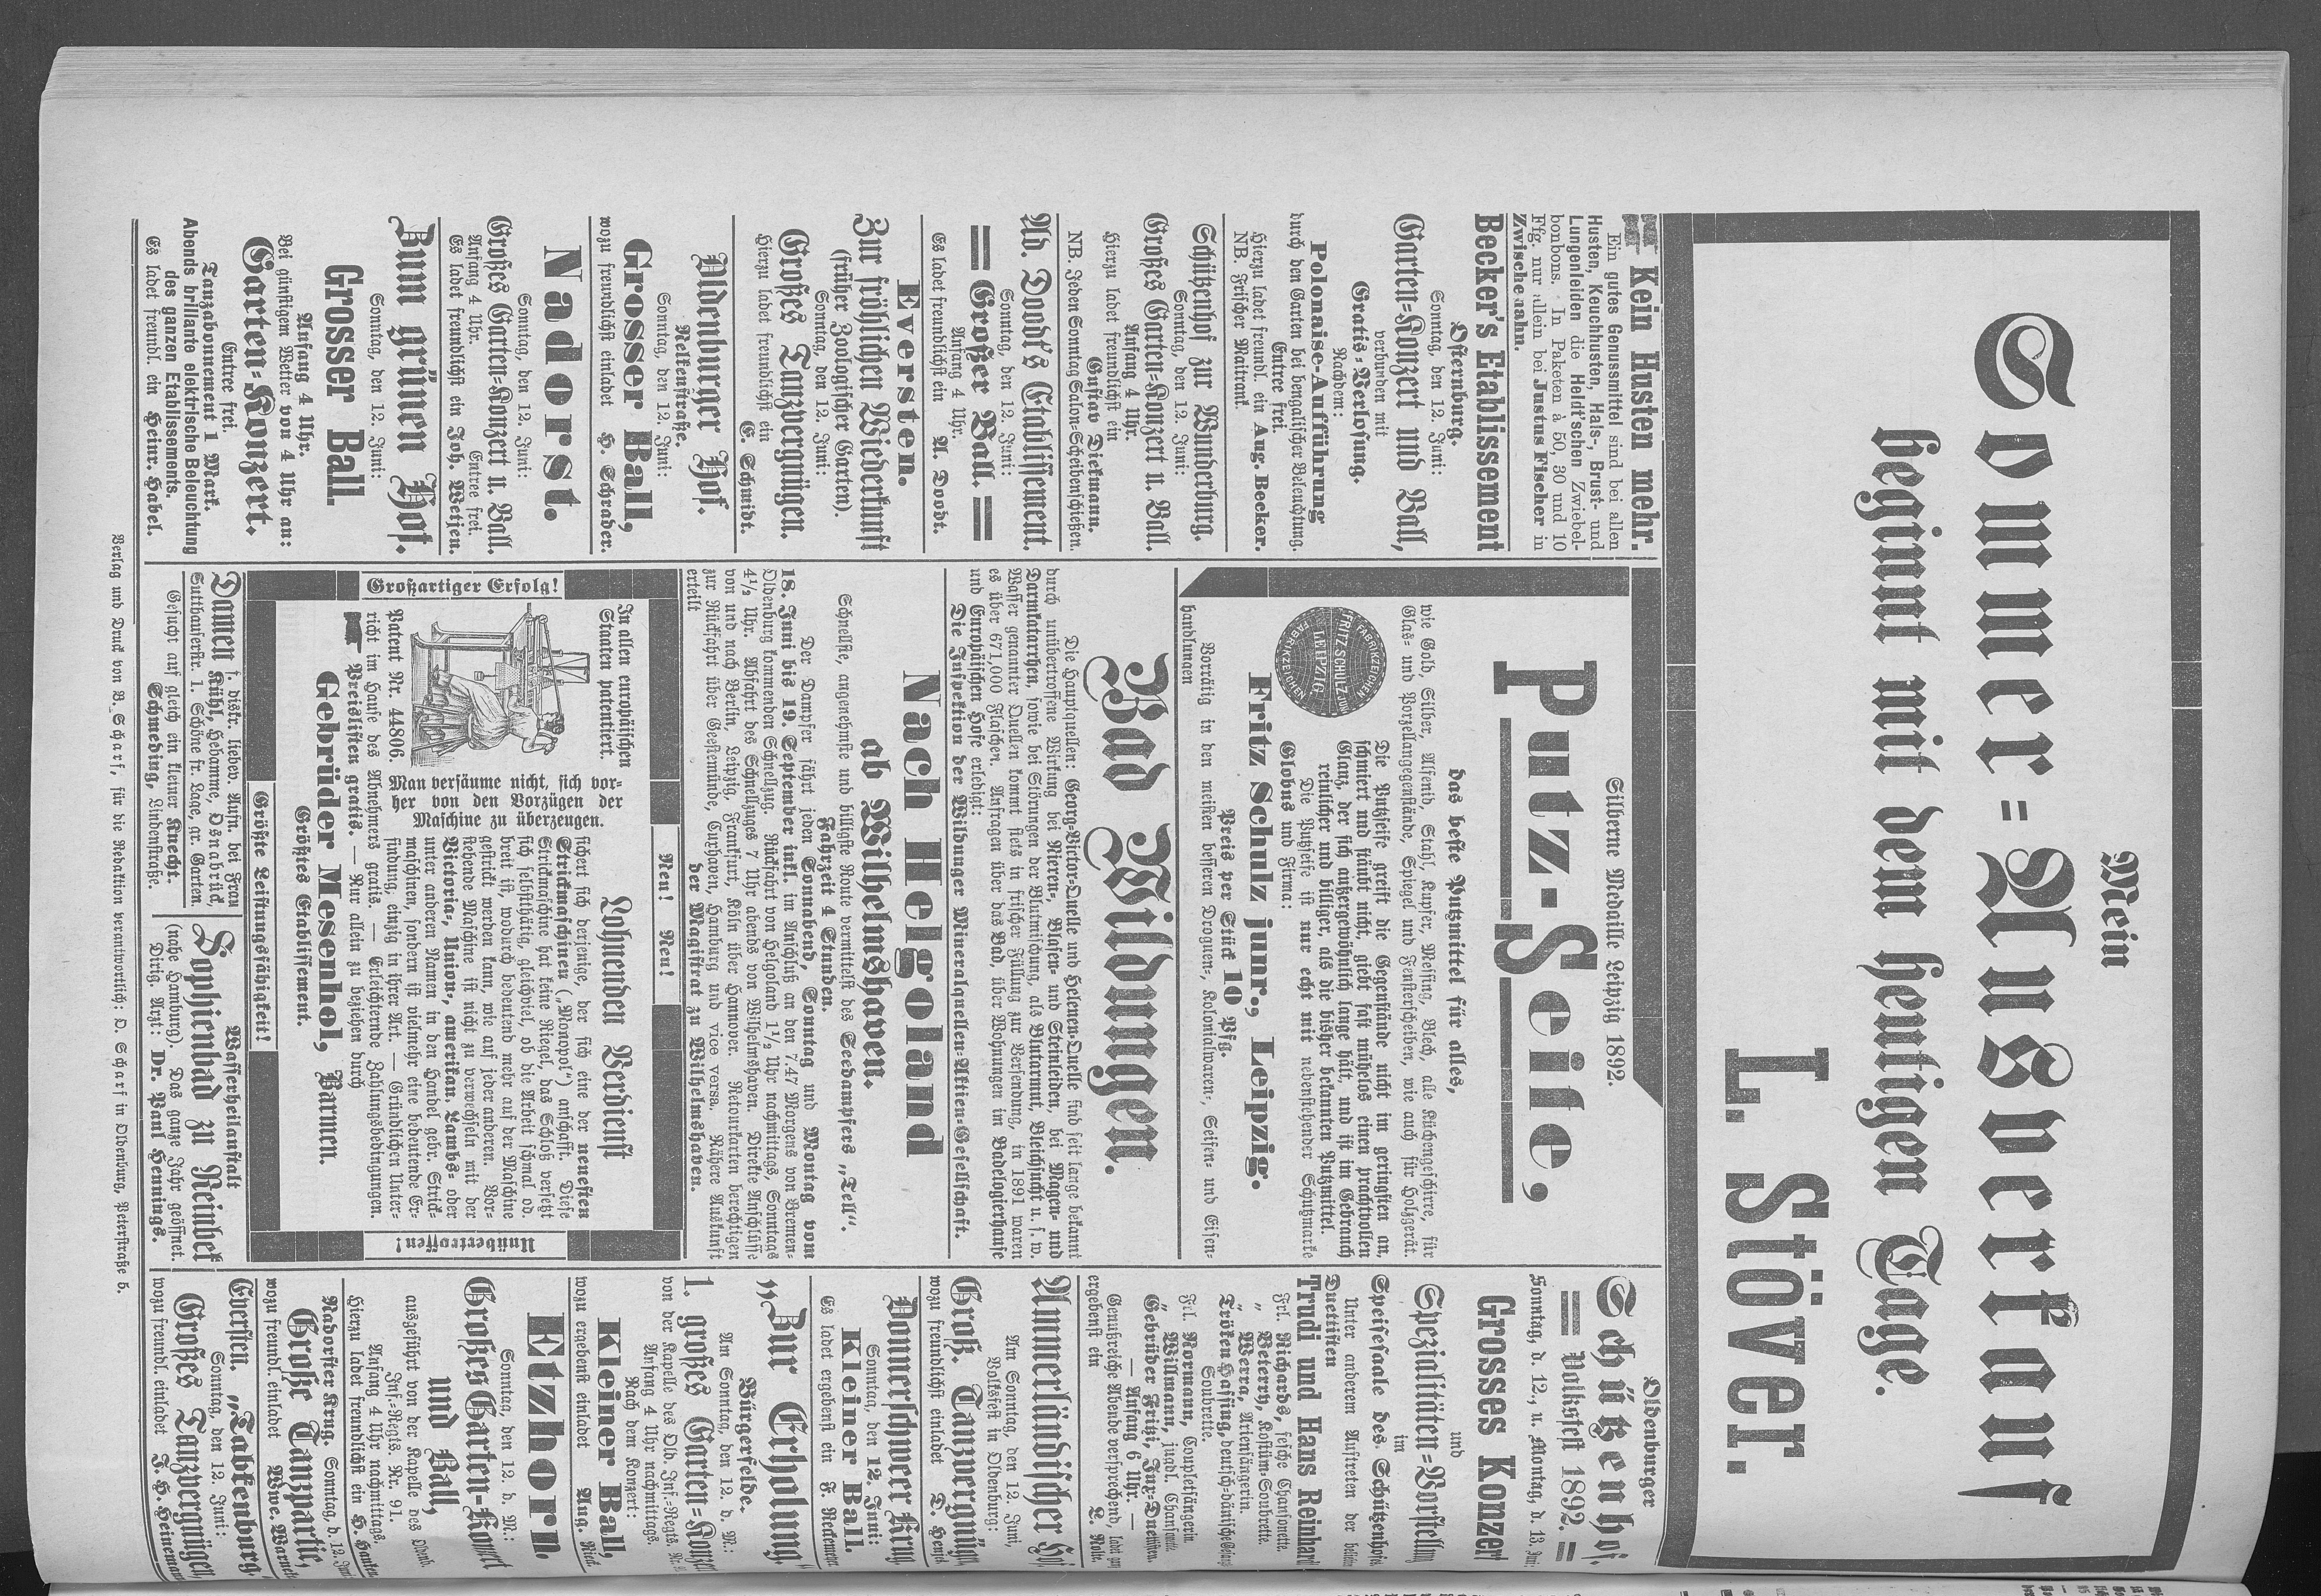 Mein
Sommer=Ausverkauf
beginnt mit dem heutigen Tage.
L. Stöver.
Kein Husten mehr.
Ein gutes Genussmittel sind bei allen
Husten, Keuchhusten, Hals-, Brust- und
Lungenleiden die Heldt'schen Zwiebel-
bonbons. In Paketen à 50, 30 und 10
Pfg. nur allein bei Justus Fischer in
Zwischenahn.
Becker's Etablissement
Osternburg.
Sonntag, den 12. Juni:
Garten=Konzert und Ball,
verbunden mit
Gratis=Verlosung.
Nachdem:
Polonaise-Aufführung
durch den Garten bei bengalischer Beleuchtung.
Entree frei.
Hierzu ladet freundl. ein Aug. Becker.
NB. Frischer Maitrank.
Schützenhof zur Wunderburg.
Sonntag, den 12. Juni:
Großes Garten=Konzert u. Ball.
Anfang 4 Uhr.
Hierzu ladet freundlichst ein
Gustav Diekmann.
NB. Jeden Sonntag Salon=Scheibenschießen.
Ad. Doodt's Etablissement.
Sonntag, den 12. Juni:
= Großer Ball. =
Anfang 4 Uhr.
Es ladet freundlichst ein A. Doodt.
Eversten.
Zur fröhlichen Wiederkunft
(früher Zoologischer Garten).
Sonntag, den 12. Juni:
Großes Tanzvergnügen.
Hierzu ladet freundlichst ein
E. Schmidt.
Oldenburger Hof.
Nelkenstraße.
Sonntag, den 12. Juni:
Grosser Ball,
wozu freundlichst einladet H. Schrader.
Nadorst.
Sonntag, den 12. Juni:
Großes Garten=Konzert u. Ball.
Anfang 4 Uhr. Entree frei.
Es ladet freundlichst ein Joh. Wetjen.
Zum grünen Hof.
Sonntag, den 12. Juni:
Grosser Ball.
Anfang 4 Uhr.
Bei günstigem Wetter von 4 Uhr an:
Garten=Konzert.
Entree frei.
Tanzabonnement 1 Mark.
Abends brillante elektrische Beleuchtung
des ganzen Etablissements.
Es ladet freundl. ein Heinr. Habel.
Silberne Medaille Leipzig 1892.
Putz-Seife,
das beste Putzmittel für alles,
wie Gold, Silber, Alfenid, Stahl, Kupfer, Messing, Blech, alle Küchengeschirre, für
Glas= und Porzellangegenstände, Spiegel und Fensterscheiben, wie auch für Holzgerät.
Die Putzseife greift die Gegenstände nicht im geringsten an,
schmiert und stäubt nicht, giebt fast mühelos einen prachtvollen
Glanz, der sich außergewöhnlich lange hält, und ist im Gebrauch
reinlicher und billiger, als die bisher bekannten Putzmittel.
Die Putzseife ist nur echt mit nebenstehender Schutzmarke
Globus und Firma:
FABRIKZEICHEN
FRITZ SCHULZ JUN
LEIPZIG.
FABRIKZEICHEN
Fritz Schulz junr., Leipzig.
Preis per Stück 10 Pfg.
Vorrätig in den meisten besseren Droguen=, Kolonialwaren=, Seifen= und Eisen=
handlungen
Bad Wildungen.
Die Hauptquellen: Georg=Victor=Quelle und Helenen=Quelle sind seit lange bekannt
durch unübertroffene Wirkung bei Nieren=, Blasen= und Steinleiden, bei Magen= und
Darmkatarrhen, sowie bei Störungen der Blutmischung, als Blutarmut, Bleichsucht u. s. w.
Wasser genannter Quellen kommt stets in frischer Füllung zur Versendung, in 1891 waren
es über 671,000 Flaschen. Anfragen über das Bad, über Wohnungen im Badelogierhause
und Europäischen Hofe erledigt:
Die Inspektion der Wildunger Mineralquellen=Aktien=Gesellschaft.
Nach Helgoland
ab Wilhelmshaven.
Schnellste, angenehmste und billigste Route vermittelst des Seedampfers „Tell“.
Fahrzeit 4 Stunden.
Der Dampfer fährt jeden Sonnabend, Sonntag und Montag vom
18. Juni bis 19. September inkl. im Anschluß an den 7.47 Morgens von Bremen=
Oldenburg kommenden Schnellzug. Rückfahrt von Helgoland 1½ Uhr nachmittags, Sonntags
4½ Uhr. Abfahrt des Schnellzuges 7 Uhr abends von Wilhelmshaven. Direkte Anschlüsse
von und nach Berlin, Leipzig, Frankfurt, Köln über Hannover. Retourkarten berechtigen
zur Rückfahrt über Geestemünde, Cuxhaven, Hamburg und vice versa. Nähere Auskunft
erteilt
der Magistrat zu Wilhelmshaven.
Neu! Neu!
Großartiger Erfolg!
Unübertroffen!
Größte Leistungsfähigkeit!
In allen europäischen
Staaten patentiert.
Patent Nr. 44806.
Man versäume nicht, sich vor=
her von den Vorzügen der
Maschine zu überzeugen.
Lohnenden Verdienst
sichert sich derjenige, der sich eine der neuesten
Strickmaschinen („Monopol“) anschafft. Diese
Strickmaschine hat keine Riegel, das Schloß versetzt
sich selbstthätig, gleichviel, ob die Arbeit schmal od.
breit ist, wodurch bedeutend mehr auf der Maschine
gestrickt werden kann, wie auf jeder anderen. Vor=
stehende Maschine ist nicht zu verwechseln mit der
Victoria=, Union=, amerikan. Lambs= oder
unter anderen Namen in den Handel gebr. Strick=
maschinen, sondern ist vielmehr eine bedeutende Er=
findung, einzig in ihrer Art. — Gründlichen Unter=
richt im Hause des Abnehmers gratis. — Erleichternde Zahlungsbedingungen.
Preislisten gratis. — Nur allein zu beziehen durch
Gebrüder Mesenhol, Barmen.
Größtes Etablissement.
Damen f. diskr. liebev. Aufn. bei Frau
Kühl, Hebamme, Osnabrück,
Suttbauserstr. 1. Schöne fr. Lage, gr. Garten.
Gesucht auf gleich ein kleiner Knecht.
Schmeding, Lindenstraße.
Wasserheilanstalt
Sophienbad zu Reinbek
(nahe Hamburg). Das ganze Jahr geöffnet.
Dirig. Arzt: Dr. Paul Hennings.
Oldenburger
Schützenhof.
= Volksfest 1892. =
Sonntag, d. 12., u. Montag, d. 13. Juni:
Grosses Konzert
und
Spezialitäten=Vorstellung
im
Speisesaale des Schützenhofs
Unter anderem Auftreten der
Duettisten
Trudi und Hans Reinhardt
Frl. Richards, fesche Chansonette.
„ Peterry, Kostüm=Soubrette.
„ Werra, Ariensängerin.
Tröken Hassing, deutsch=dänische
Soubrette.
Frl. Normann, Coupletsängerin
„ Willmann, jugdl.
Gebrüder Fritzi, Jux=Duettisten.
— Anfang 6 Uhr. —
Genußreiche Abende versprechend, ladet
ergebenst ein
T. Nolte.
Ammerländischer Hof
Am Sonntag, den 12. Juni,
Volksfest in Oldenburg:
Groß. Tanzvergnügen
wozu freundlichst einladet
Donnerschweer Krug
Sonntag, den 12. Juni:
Kleiner Ball.
Es ladet ergebenst ein
„Zur Erholung“
Bürgerfelde.
Am Sonntag, den 12. d. M.:
1. großes Garten=Konzert
von der Kapelle des Old. Inf.=Regts.
Anfang 4 Uhr nachmittags.
Nach dem Konzert:
Kleiner Ball,
wozu ergebenst einladet Aug.
Etzhorn.
Sonntag, den 12. d. M.:
Großes Garten=Konzert
und Ball,
ausgeführt von der Kapelle des
Inf.=Regts. Nr. 91.
Anfang 4 Uhr nachmittags.
Hierzu ladet freundlichst ein
Nadorster Krug. Sonntag, d. 12. Juni
Große Tanzpartie,
wozu freundl. einladet Wwe.
Eversten. „Tabkenburg
Sonntag, den 12. Juni:
Großes Tanzvergnügen,
wozu freundl. einladet J. H. Heinemann
Verlag und Druck von B. Scharf, für die Redaktion verantwortlich: O. Scharf in Oldenburg, Peterstraße 5.